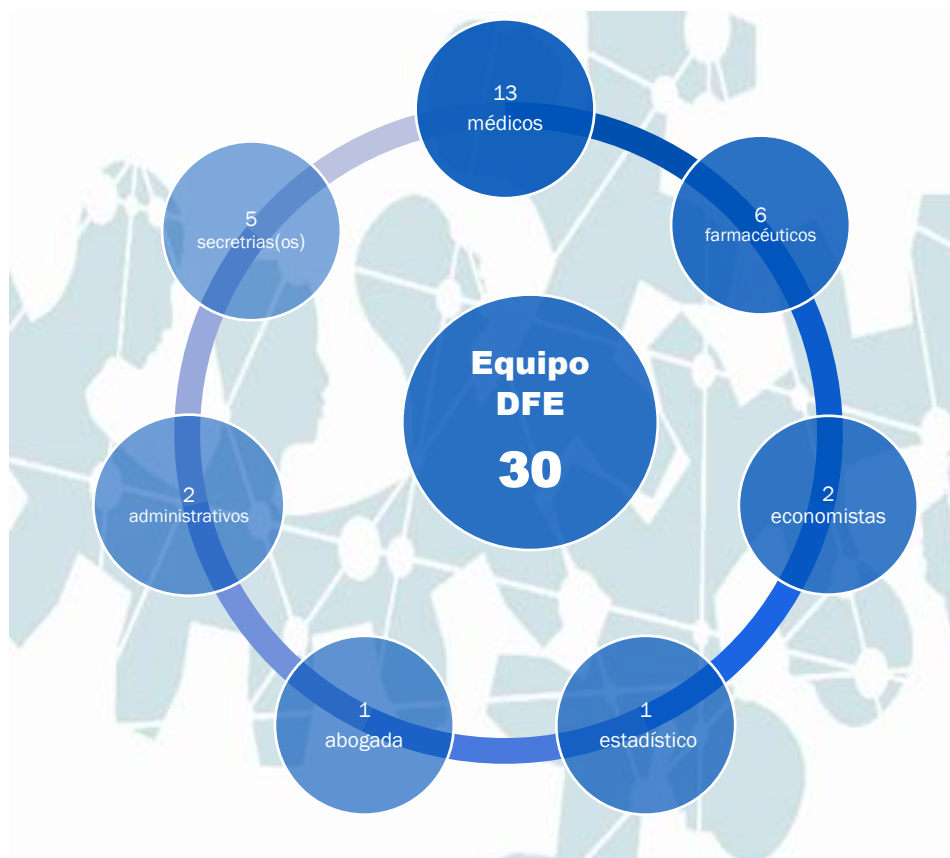 13
médicos
6
farmacéuticos
2
economistas
1
estadístico
1
abogada
2
administrativos
5
secretrias(os)
Equipo
DFE
30